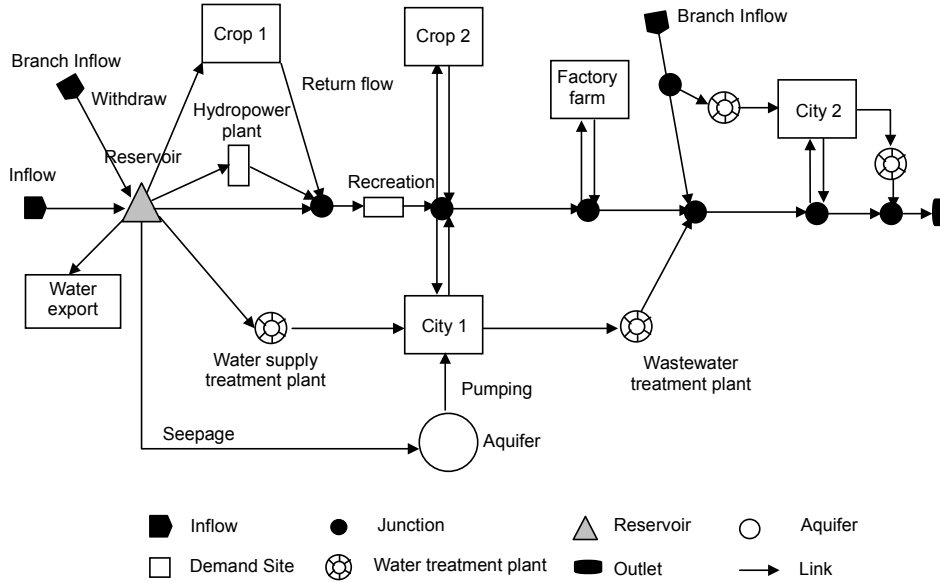 Crop 1
Crop 2
Branch Inflow
Branch Inflow
Withdraw
Return flow
Factory
farm
Hydropower
plant
City 2
Reservoir
Inflow
Recreation
Water
export
City 1
Water supply
treatment plant
Wastewater
treatment plant
Pumping
Seepage
Aquifer
Inflow
Junction
Reservoir
Aquifer
Demand Site
Water treatment plant
Outlet
Link